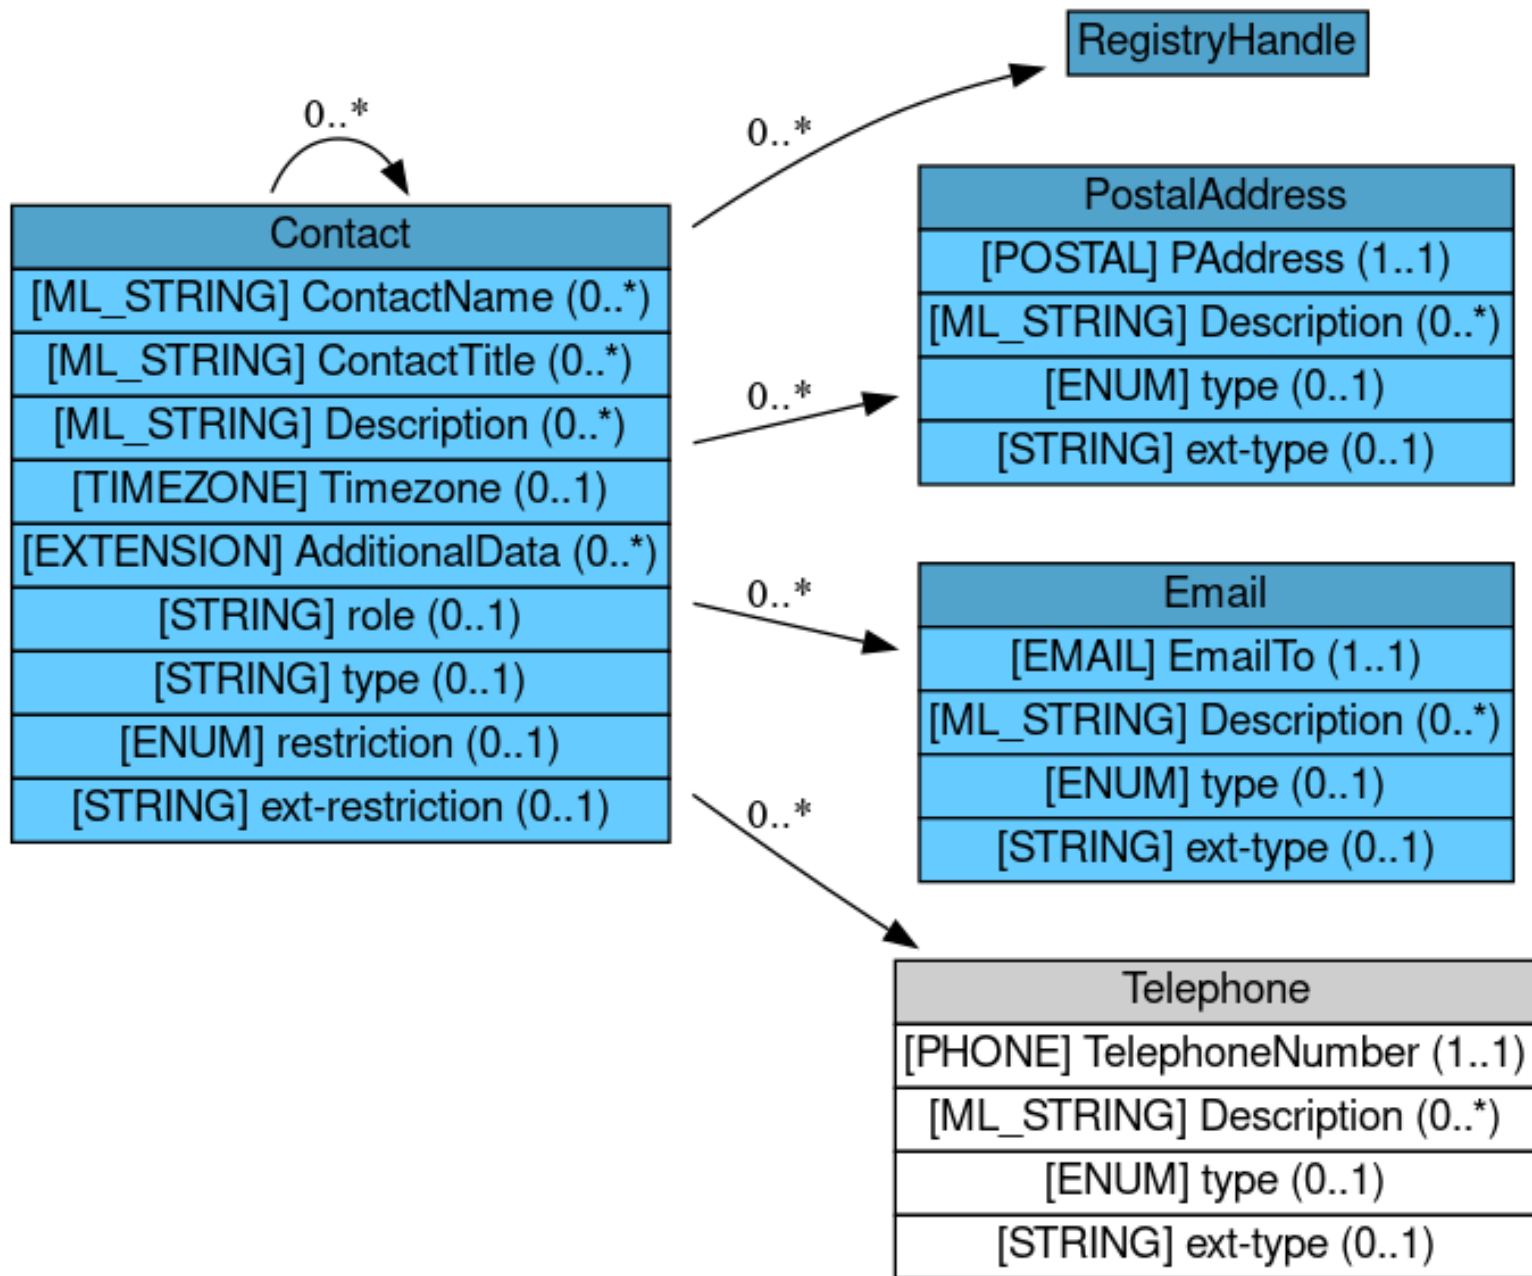 0..*
Contact
[ML_STRING] ContactName (0..*)
[ML_STRING] ContactTitle (0..*)
[ML_STRING] Description (0..*)
[TIMEZONE] Timezone (0..1)
[EXTENSION] AdditionalData (0..*)
[STRING] role (0..1)
[STRING] type (0..1)
[ENUM] restriction (0..1)
[STRING] ext-restriction (0..1)
0..*
RegistryHandle
0..*
PostalAddress
[POSTAL] PAddress (1..1)
[ML_STRING] Description (0..*)
[ENUM] type (0..1)
[STRING] ext-type (0..1)
0..*
Email
[EMAIL] EmailTo (1..1)
[ML_STRING] Description (0..*)
[ENUM] type (0..1)
[STRING] ext-type (0..1)
0..*
Telephone
[PHONE] TelephoneNumber (1..1)
[ML_STRING] Description (0..*)
[ENUM] type (0..1)
[STRING] ext-type (0..1)